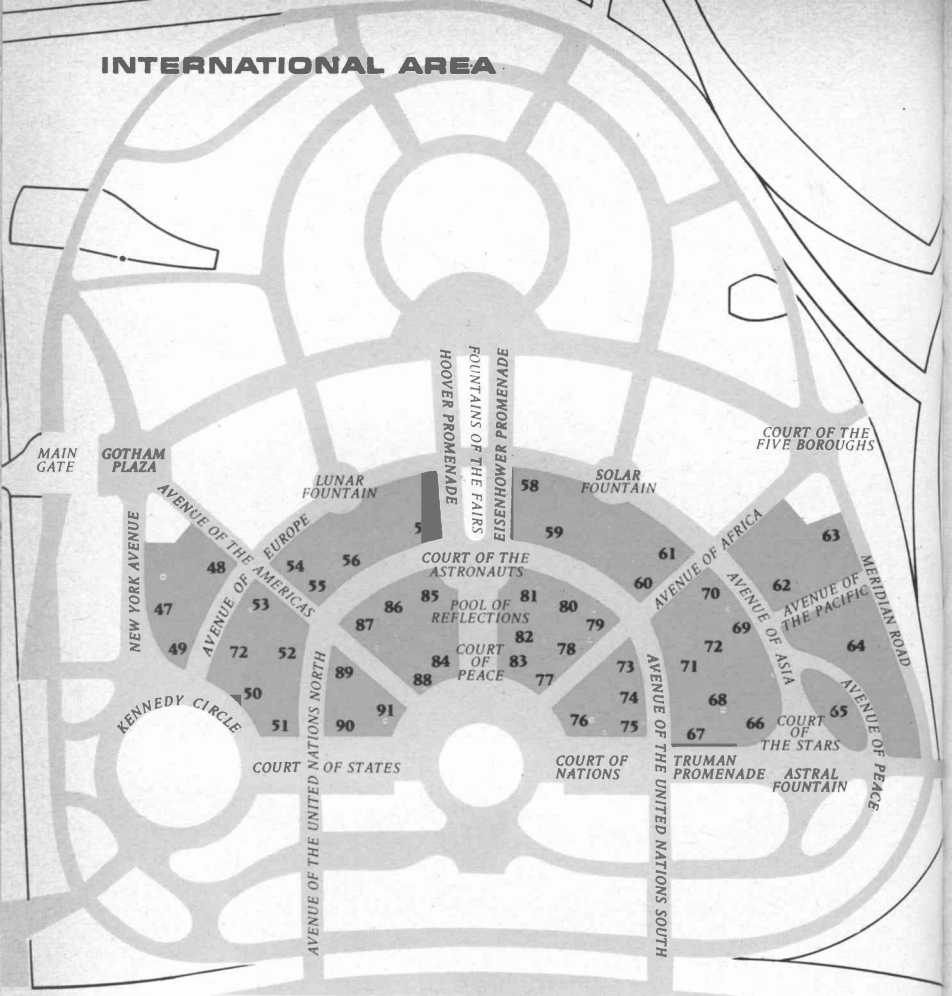 INTERNATIONAL AREA
HOOVER PROMENADE
FOUNTAINS OF THE FAIRS
EISENHOWER PROMENADE
MAIN
GATE
GOTHAM
PLAZA
COURT OF THE
FIVE BOROUGHS
LUNAR
FOUNTAIN
SOLAR
FOUNTAIN
58
5
59
63
NEW YORK AVENUE
AVENUE OF THE AMERICAS
AVENUE OF EUROPE
48
54
56
55
COURT OF THE
ASTRONAUTS
61
60
AVENUE OF AFRICA
70
62
AVENUE OF
THE PACIFIC
MERIDIAN ROAD
47
53
86
85
81
80
87
POOL OF
REFLECTIONS
79
69
AVENUE OF ASIA
49
72
52
89
84
88
COURT
OF
PEACE
82
83
78
77
73
72
71
64
50
51
KENNEDY CIRCLE
90
91
76
74
75
68
67
66
COURT
OF
THE STARS
65
AVENUE OF PEACE
COURT OF STATES
COURT OF
NATIONS
TRUMAN
PROMENADE
ASTRAL
FOUNTAIN
AVENUE OF THE UNITED NATIONS NORTH
AVENUE OF THE UNITED NATIONS SOUTH